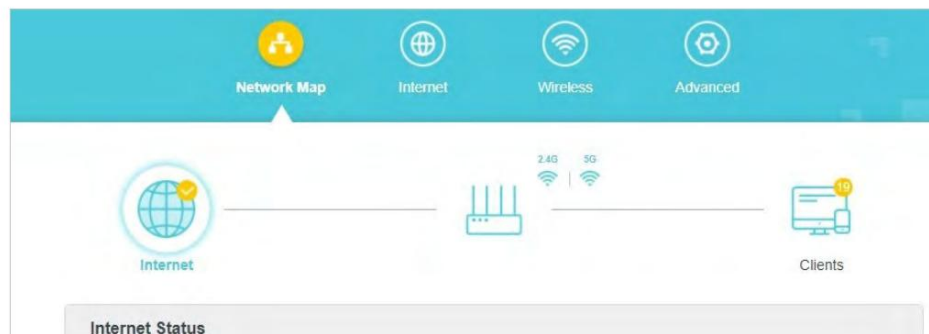 Network Map Internet Wireless Advanced
2.4G 5G
19
Internet Clients
Internet Status